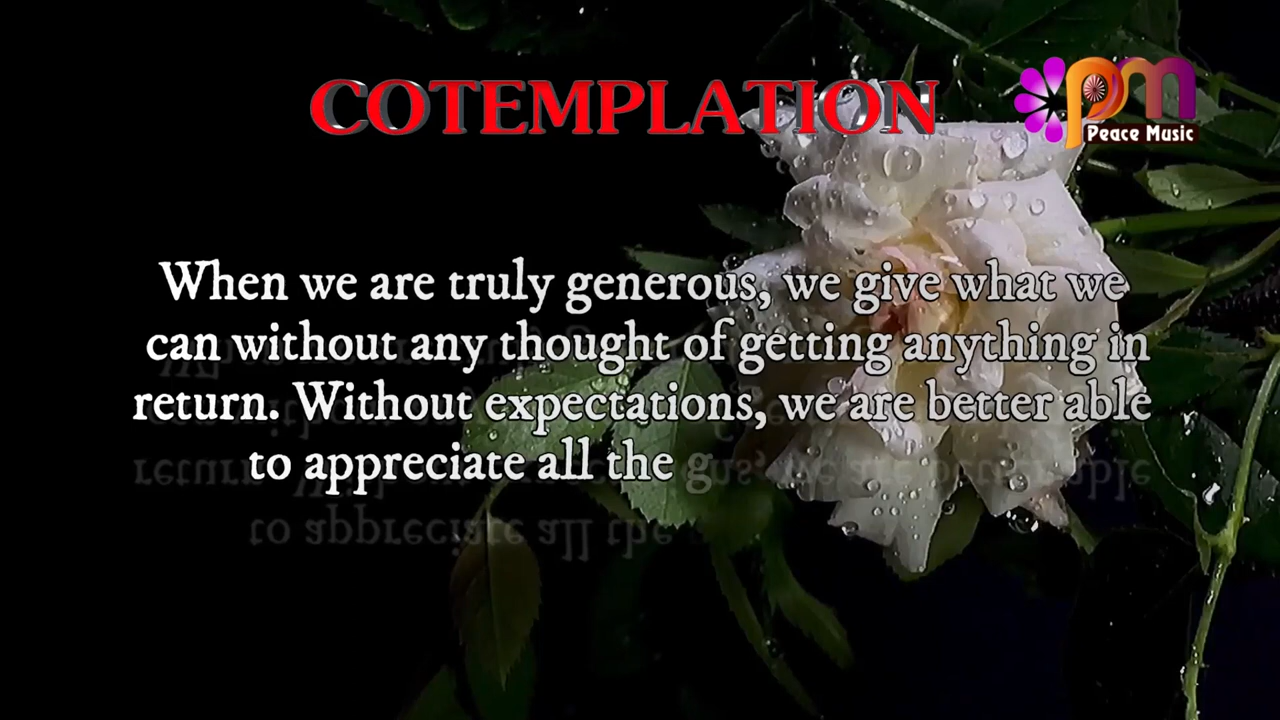 COTEMPLATION
pm
Peace Music
When we are truly generous, we give what we
can without any thought of getting anything in
return. Without expectations, we are better able
to appreciate all the g